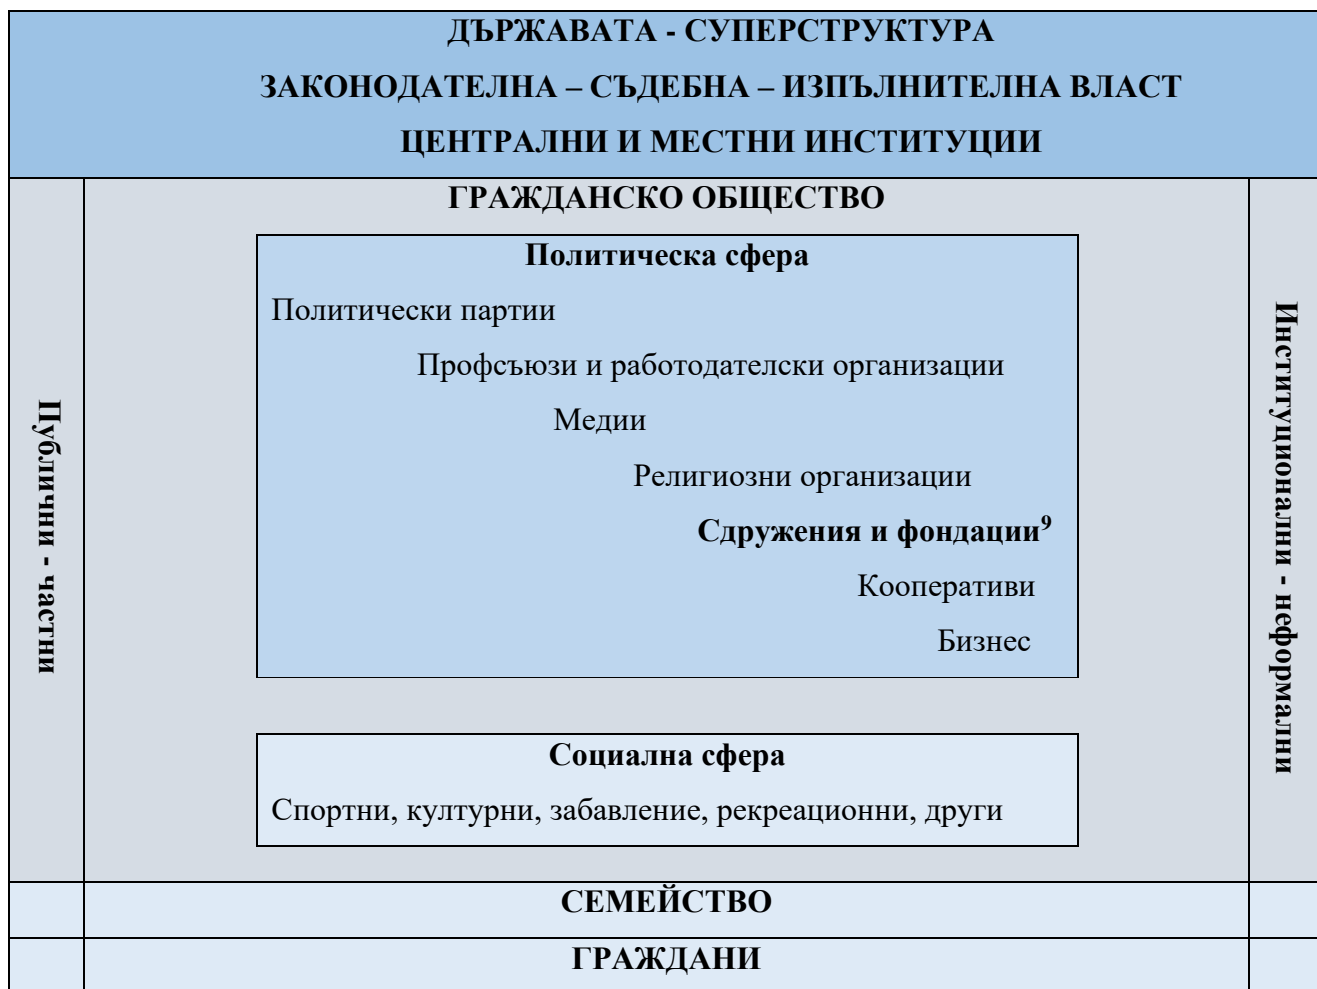 ДЪРЖАВАТА - СУПЕРСТРУКТУРА
ЗАКОНОДАТЕЛНА – СЪДЕБНА – ИЗПЪЛНИТЕЛНА ВЛАСТ
ЦЕНТРАЛНИ И МЕСТНИ ИНСТИТУЦИИ
Публични - частни
ГРАЖДАНСКО ОБЩЕСТВО
Политическа сфера
Политически партии
Профсъюзи и работодателски организации
Медии
Религиозни организации
Сдружения и фондации⁹
Кооперативи
Бизнес
Социална сфера
Спортни, културни, забавление, рекреационни, други
Институционални - неформални
СЕМЕЙСТВО
ГРАЖДАНИ